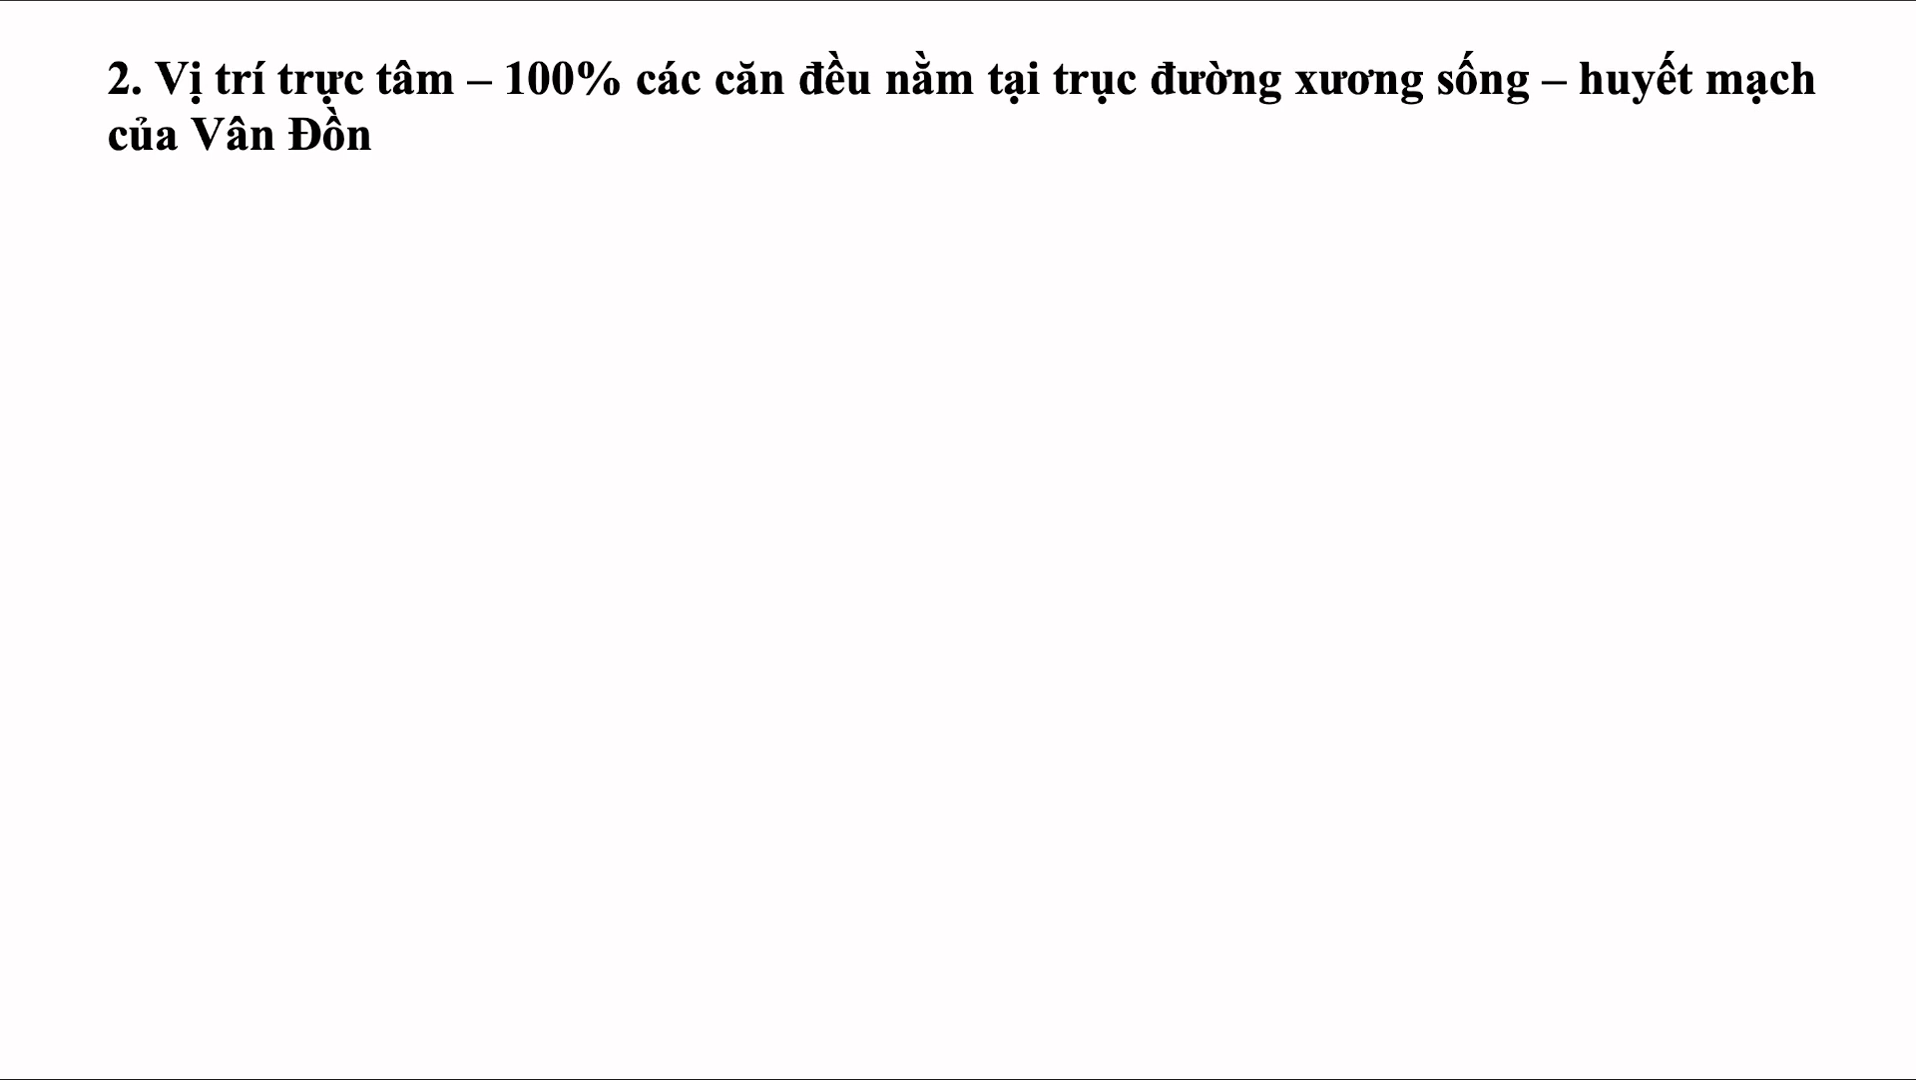 2. Vị trí trực tâm – 100% các căn đều nằm tại trục đường xương sống – huyết mạch
của Vân Đồn